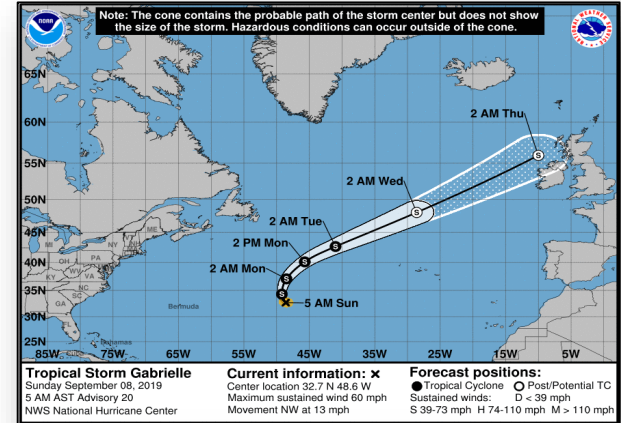 Note: The cone contains the probable path of the storm center but does not show
the size of the storm. Hazardous conditions can occur outside of the cone.
NOAA
65N
60N
2 AM Thu
55N
2 AM Wed
50N
45N
2 AM Tue
ME
MI
NY
VT
2 PM Mon
40N
OH
PA
2 AM Mon
WV
KY
VA
35N
NC
SC
5 AM Sun
GA
Bermuda
30N
25N
Bahamas
85W
75W
65W
55W
45W
35W
25W
15W
5W
Tropical Storm Gabrielle
Sunday September 08, 2019
5 AM AST Advisory 20
NWS National Hurricane Center
Current information: ×
Center location 32.7 N 48.6 W
Maximum sustained wind 60 mph
Movement NW at 13 mph
Forecast positions:
● Tropical Cyclone ○ Post/Potential TC
Sustained winds: D < 39 mph
S 39-73 mph H 74-110 mph M > 110 mph